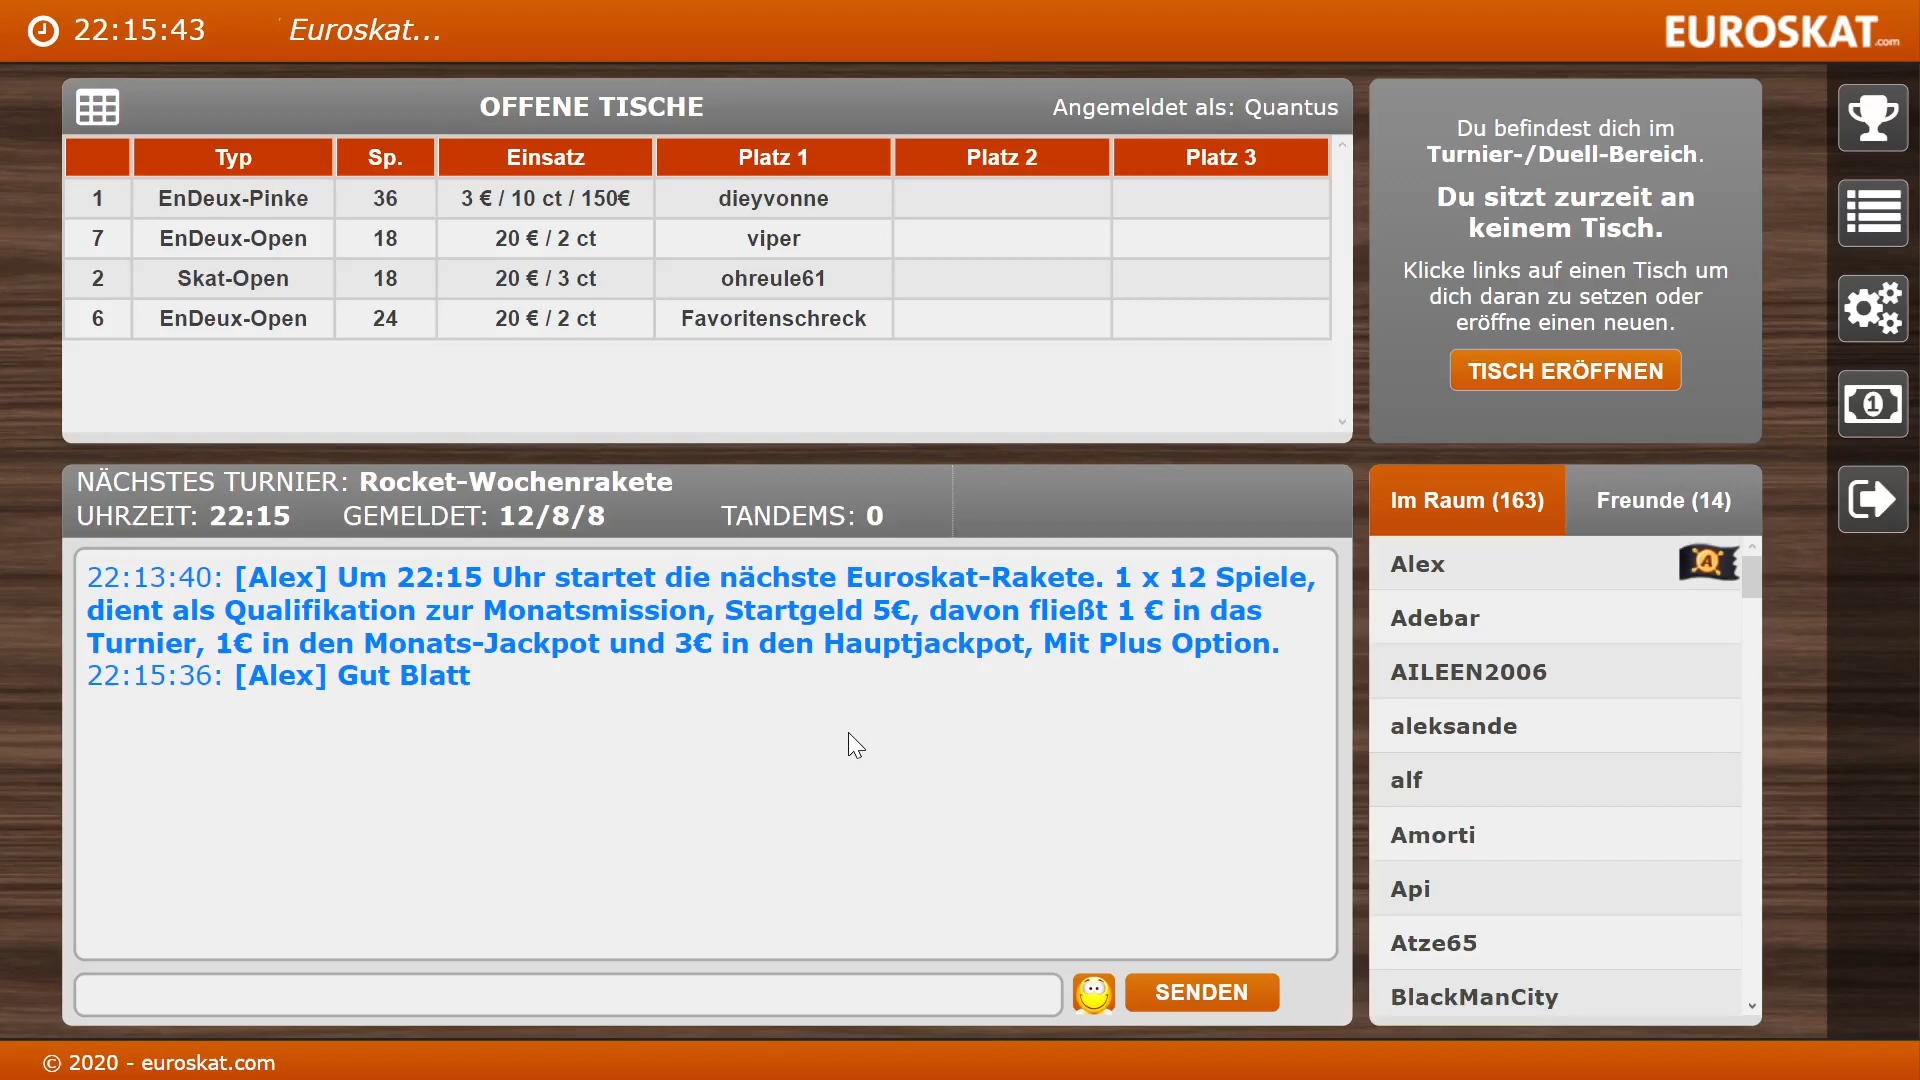 22:15:43
Euroskat...
EUROSKAT.com
OFFENE TISCHE
Angemeldet als: Quantus
Typ Sp. Einsatz Platz 1 Platz 2 Platz 3
1 EnDeux-Pinke 36 3 € / 10 ct / 150€ dieyvonne
7 EnDeux-Open 18 20 € / 2 ct viper
2 Skat-Open 18 20 € / 3 ct ohreule61
6 EnDeux-Open 24 20 € / 2 ct Favoritenschreck
Du befindest dich im
Turnier-/Duell-Bereich.
Du sitzt zurzeit an
keinem Tisch.
Klicke links auf einen Tisch um
dich daran zu setzen oder
eröffne einen neuen.
TISCH ERÖFFNEN
1
NÄCHSTES TURNIER: Rocket-Wochenrakete
UHRZEIT: 22:15 GEMELDET: 12/8/8 TANDEMS: 0
22:13:40: [Alex] Um 22:15 Uhr startet die nächste Euroskat-Rakete. 1 x 12 Spiele,
dient als Qualifikation zur Monatsmission, Startgeld 5€, davon fließt 1 € in das
Turnier, 1€ in den Monats-Jackpot und 3€ in den Hauptjackpot, Mit Plus Option.
22:15:36: [Alex] Gut Blatt
SENDEN
Im Raum (163) Freunde (14)
Alex
A
Adebar
AILEEN2006
aleksande
alf
Amorti
Api
Atze65
BlackManCity
© 2020 - euroskat.com